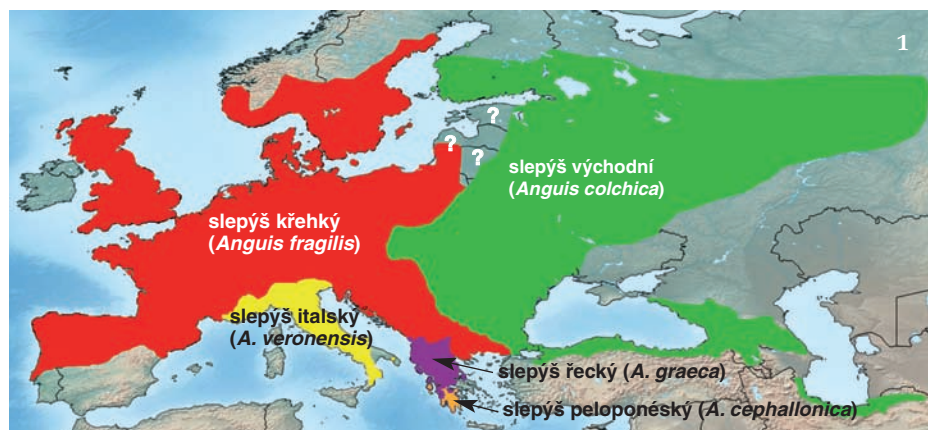 1
?
?
?
slepýš východní
(Anguis colchica)
slepýš křehký
(Anguis fragilis)
slepýš italský
(A. veronensis)
slepýš řecký (A. graeca)
slepýš peloponéský (A. cephallonica)